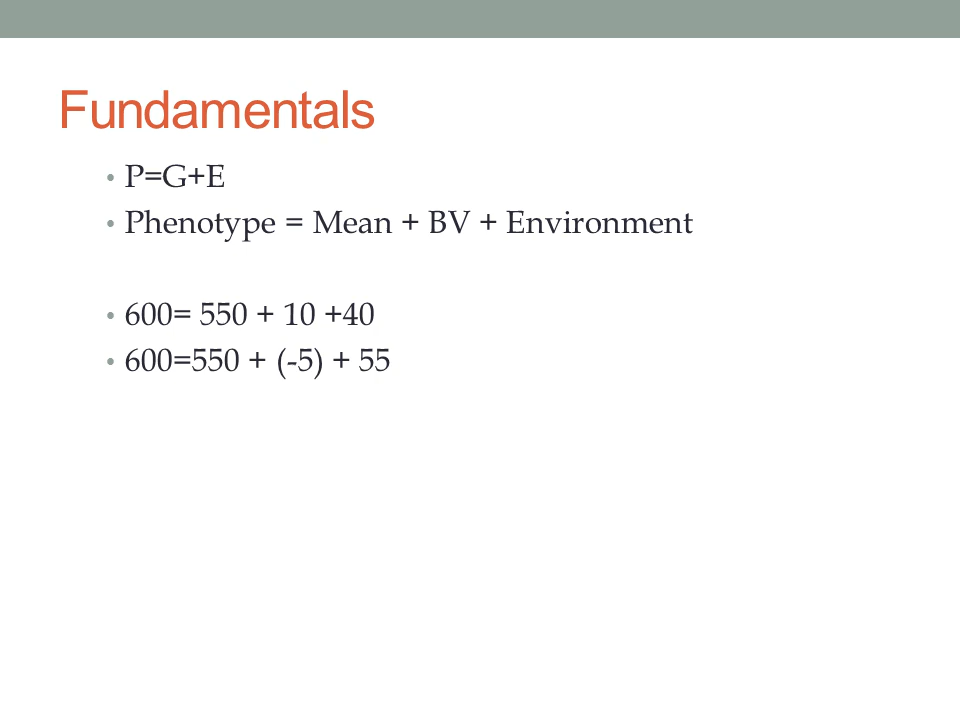 Fundamentals
• P=G+E
• Phenotype = Mean + BV + Environment
• 600= 550 + 10 +40
• 600=550 + (-5) + 55